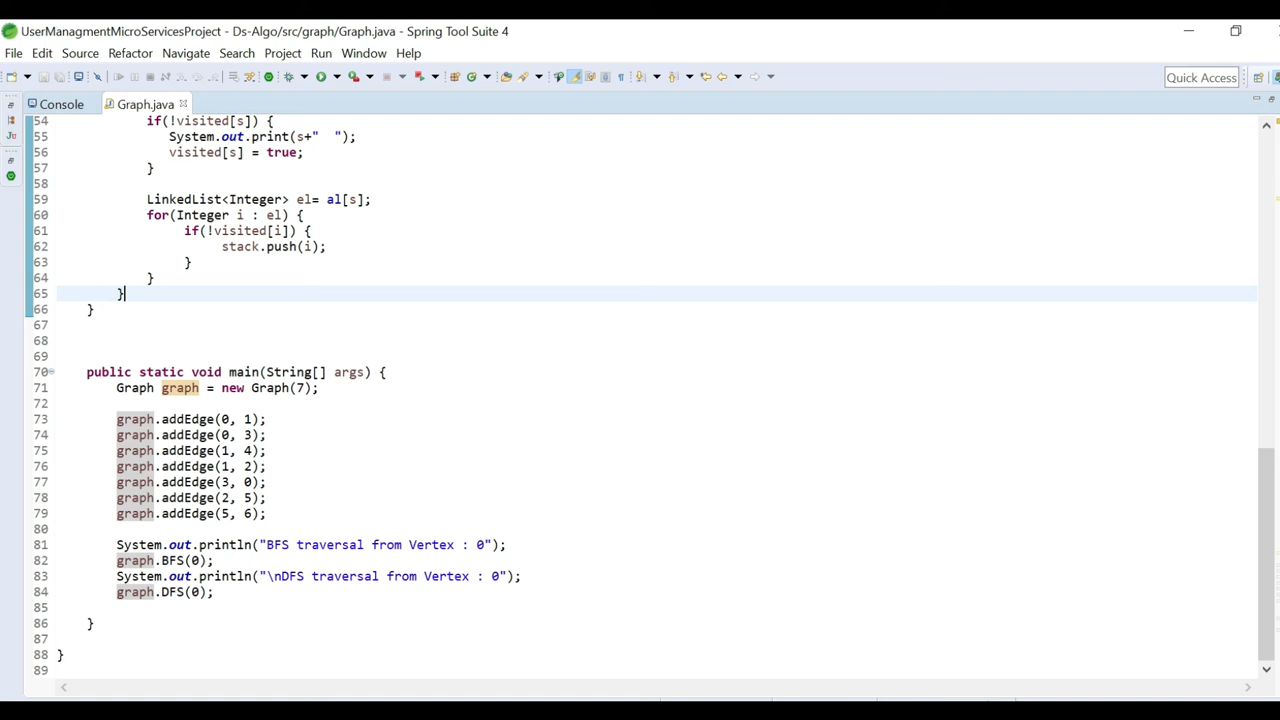 UserManagmentMicroServicesProject - Ds-Algo/src/graph/Graph.java - Spring Tool Suite 4
File Edit Source Refactor Navigate Search Project Run Window Help
Quick Access
Console Graph.java
54 if(!visited[s]) {
55 System.out.print(s+"  ");
56 visited[s] = true;
57 }
58
59 LinkedList<Integer> el= al[s];
60 for(Integer i : el) {
61 if(!visited[i]) {
62 stack.push(i);
63 }
64 }
65 }
66 }
67
68
69
70 public static void main(String[] args) {
71 Graph graph = new Graph(7);
72
73 graph.addEdge(0, 1);
74 graph.addEdge(0, 3);
75 graph.addEdge(1, 4);
76 graph.addEdge(1, 2);
77 graph.addEdge(3, 0);
78 graph.addEdge(2, 5);
79 graph.addEdge(5, 6);
80
81 System.out.println("BFS traversal from Vertex : 0");
82 graph.BFS(0);
83 System.out.println("\nDFS traversal from Vertex : 0");
84 graph.DFS(0);
85
86 }
87
88 }
89